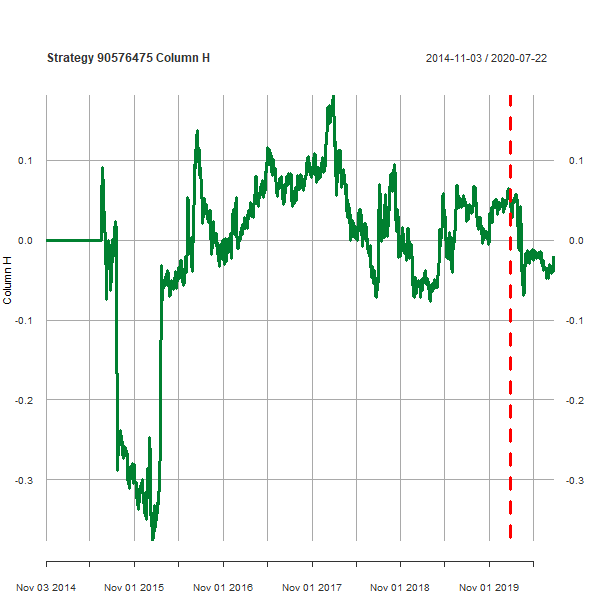 Strategy 90576475 Column H
2014-11-03 / 2020-07-22
0.1 0.1
0.0 0.0
-0.1 -0.1
-0.2 -0.2
-0.3 -0.3
Column H
Nov 03 2014 Nov 01 2015 Nov 01 2016 Nov 01 2017 Nov 01 2018 Nov 01 2019